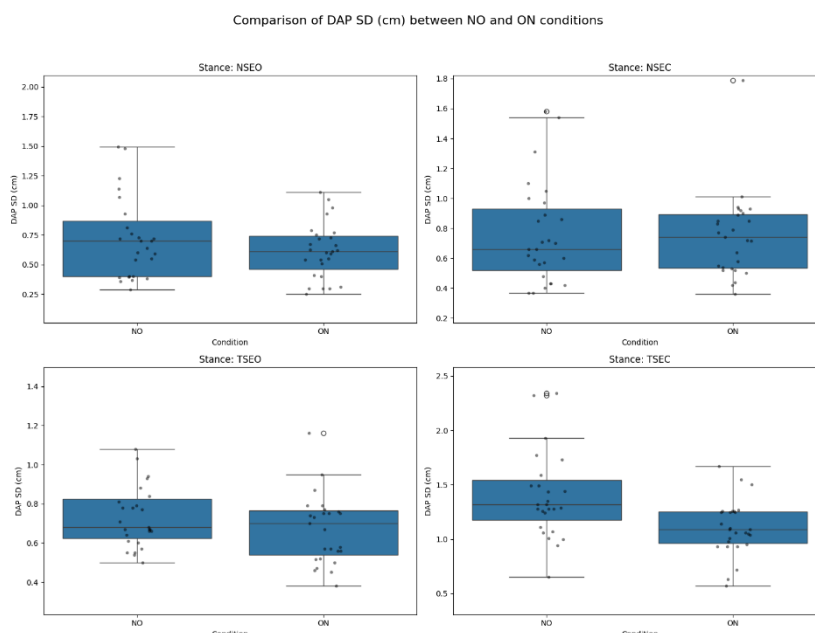 Comparison of DAP SD (cm) between NO and ON conditions
Stance: NSEO
DAP SD (cm)
2.00
1.75
1.50
1.25
1.00
0.75
0.50
0.25
NO
ON
Condition
Stance: NSEC
DAP SD (cm)
1.8
1.6
1.4
1.2
1.0
0.8
0.6
0.4
0.2
NO
ON
Condition
Stance: TSEO
DAP SD (cm)
1.4
1.2
1.0
0.8
0.6
0.4
NO
ON
Condition
Stance: TSEC
DAP SD (cm)
2.5
2.0
1.5
1.0
0.5
NO
ON
Condition